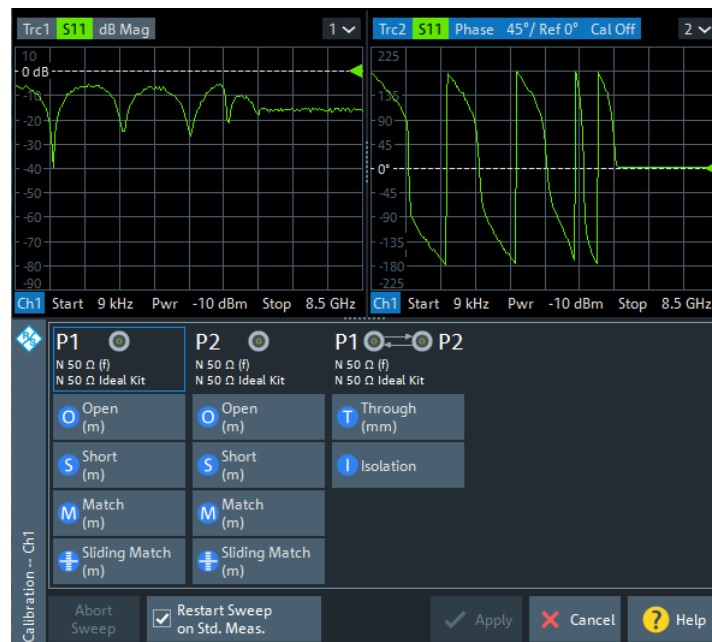 Trc1 S11 dB Mag 1
Trc2 S11 Phase 45°/ Ref 0° Cal Off 2
10
0 dB
-10
-20
-30
-40
-50
-60
-70
-80
-90
225
180
135
90
45
0°
-45
-90
-135
-180
-225
Ch1 Start 9 kHz Pwr -10 dBm Stop 8.5 GHz
Ch1 Start 9 kHz Pwr -10 dBm Stop 8.5 GHz
P1
N 50 Ω (f)
N 50 Ω Ideal Kit
P2
N 50 Ω (f)
N 50 Ω Ideal Kit
P1 P2
N 50 Ω (f)
N 50 Ω Ideal Kit
O Open
(m)
O Open
(m)
T Through
(mm)
S Short
(m)
S Short
(m)
I Isolation
M Match
(m)
M Match
(m)
Sliding Match
(m)
Sliding Match
(m)
Calibration -- Ch1
Abort
Sweep
Restart Sweep
on Std. Meas.
Apply
Cancel
? Help